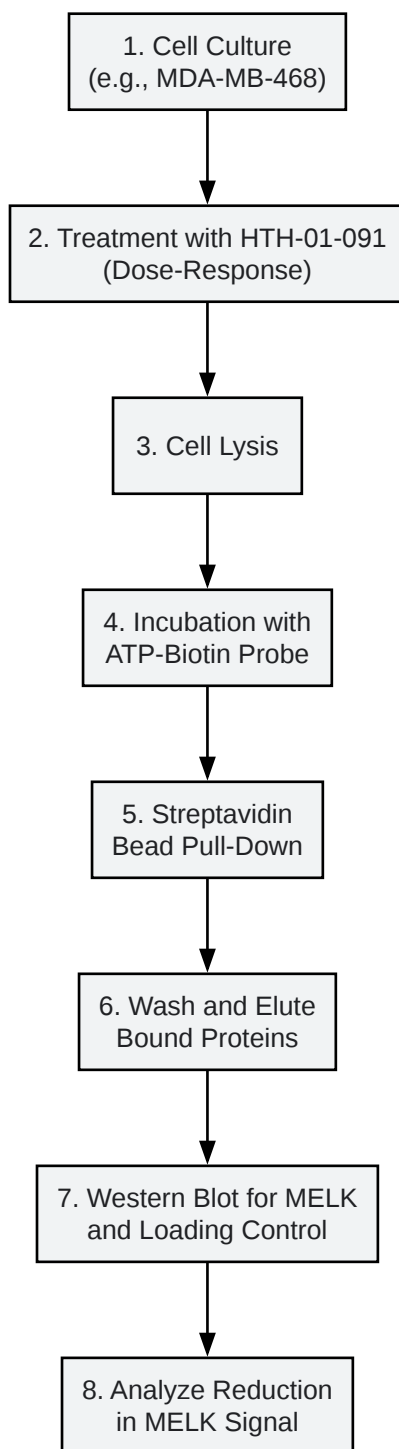 1. Cell Culture
(e.g., MDA-MB-468)
2. Treatment with HTH-01-091
(Dose-Response)
3. Cell Lysis
4. Incubation with
ATP-Biotin Probe
5. Streptavidin
Bead Pull-Down
6. Wash and Elute
Bound Proteins
7. Western Blot for MELK
and Loading Control
8. Analyze Reduction
in MELK Signal